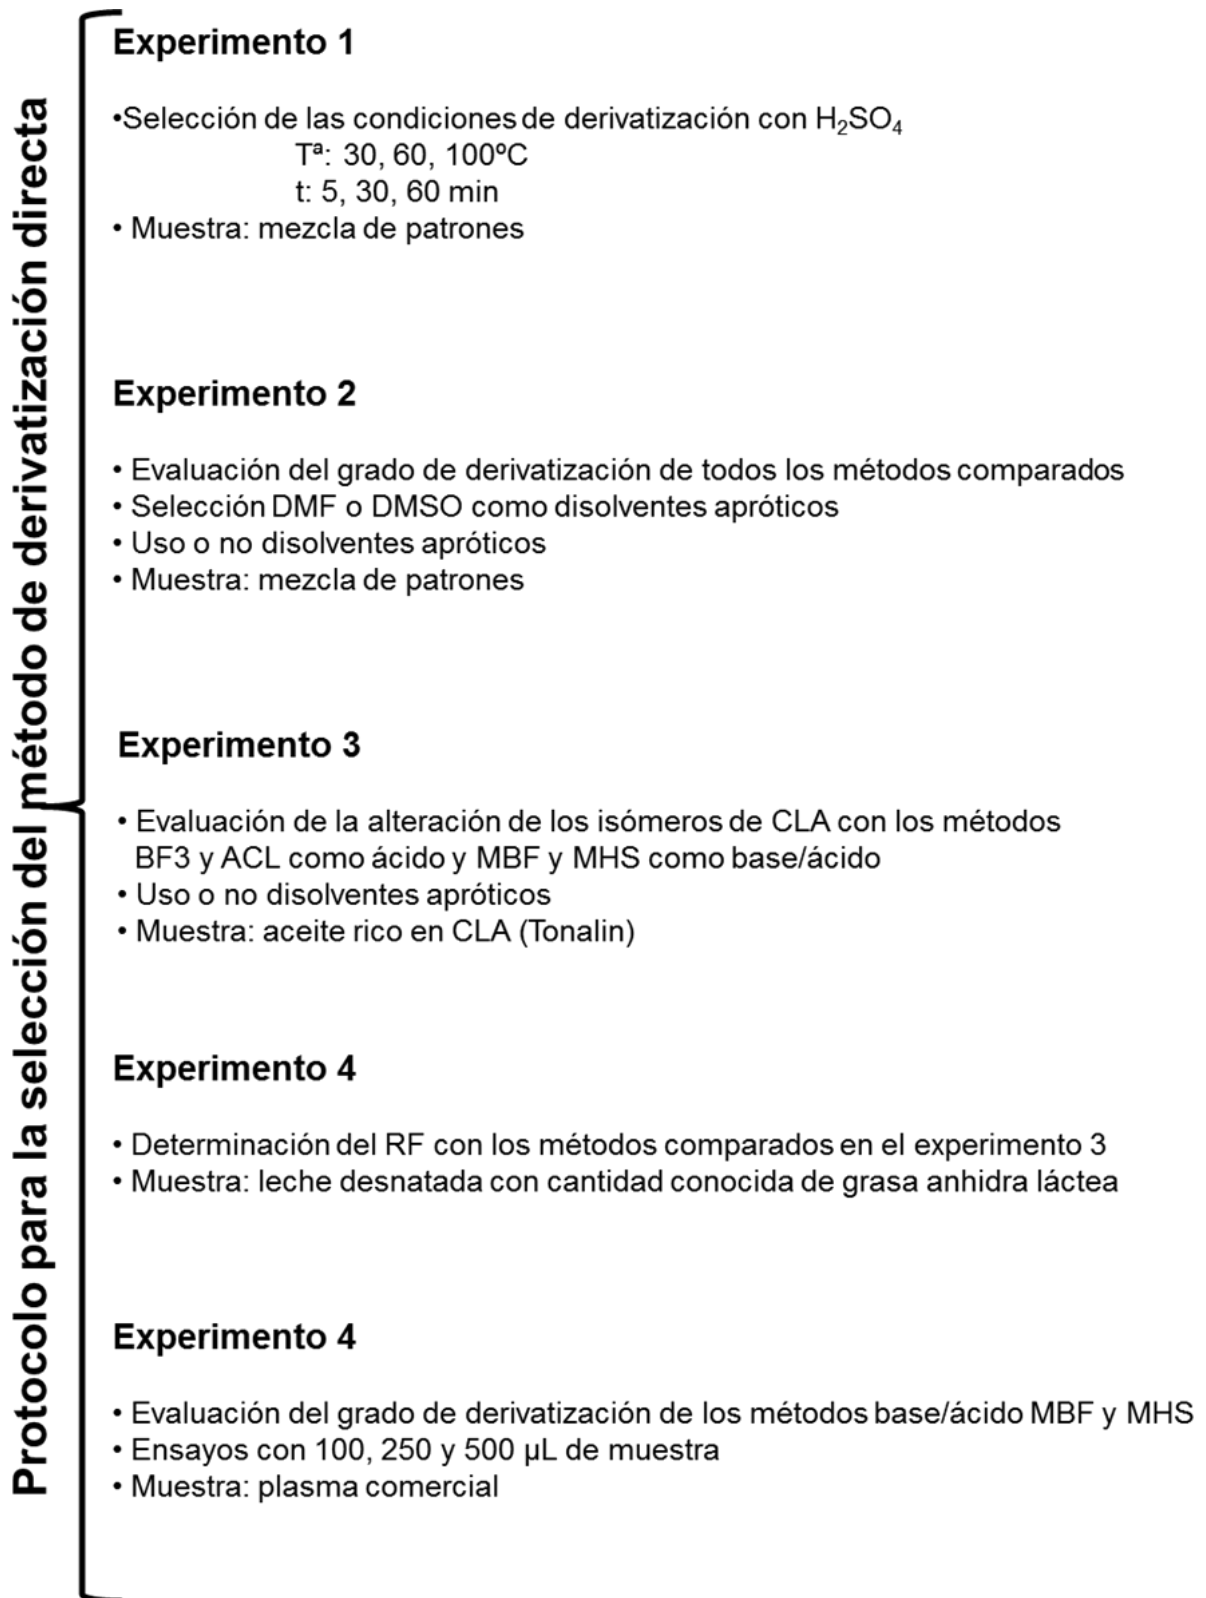 Protocolo para la selección del método de derivatización directa
Experimento 1
•Selección de las condiciones de derivatización con H₂SO₄
Tª: 30, 60, 100ºC
t: 5, 30, 60 min
• Muestra: mezcla de patrones
Experimento 2
• Evaluación del grado de derivatización de todos los métodos comparados
• Selección DMF o DMSO como disolventes apróticos
• Uso o no disolventes apróticos
• Muestra: mezcla de patrones
Experimento 3
• Evaluación de la alteración de los isómeros de CLA con los métodos
BF3 y ACL como ácido y MBF y MHS como base/ácido
• Uso o no disolventes apróticos
• Muestra: aceite rico en CLA (Tonalin)
Experimento 4
• Determinación del RF con los métodos comparados en el experimento 3
• Muestra: leche desnatada con cantidad conocida de grasa anhidra láctea
Experimento 4
• Evaluación del grado de derivatización de los métodos base/ácido MBF y MHS
• Ensayos con 100, 250 y 500 µL de muestra
• Muestra: plasma comercial